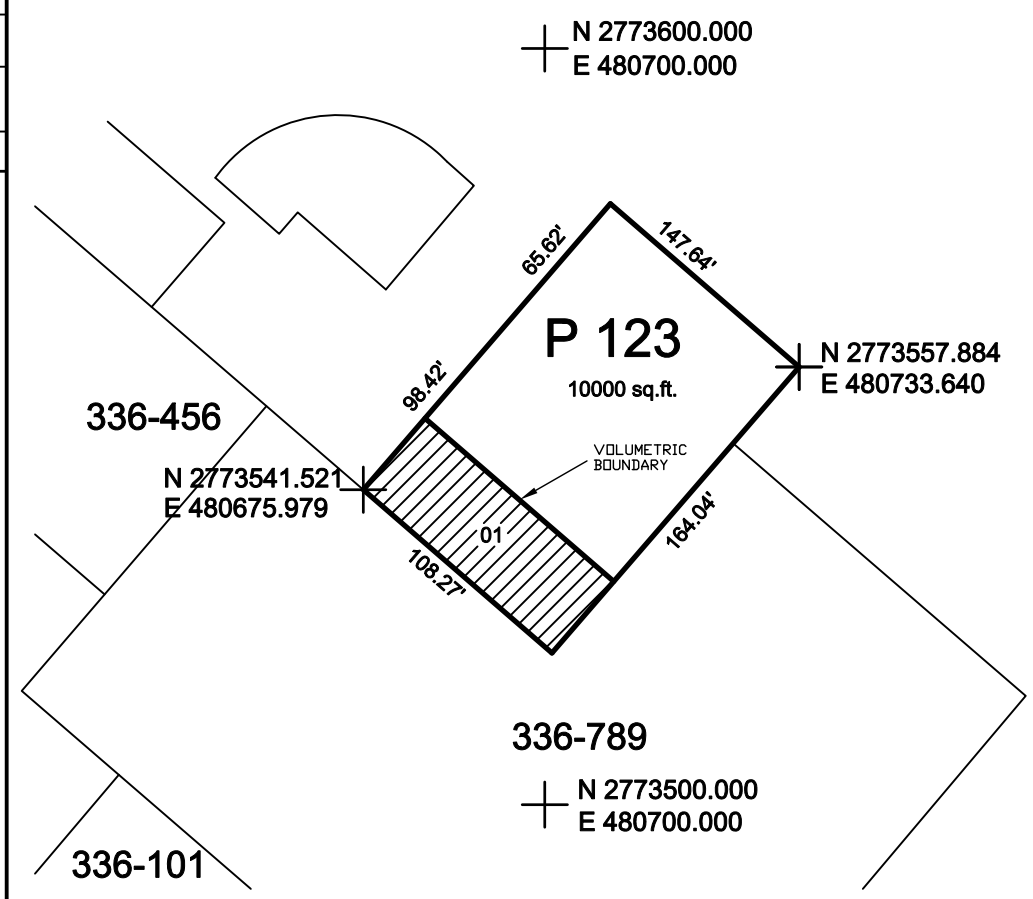 N 2773600.000
E 480700.000
65.62'
147.64'
P 123
10000 sq.ft.
N 2773557.884
E 480733.640
98.42'
336-456
VOLUMETRIC
BOUNDARY
N 2773541.521
E 480675.979
01
164.04'
108.27'
336-789
N 2773500.000
E 480700.000
336-101